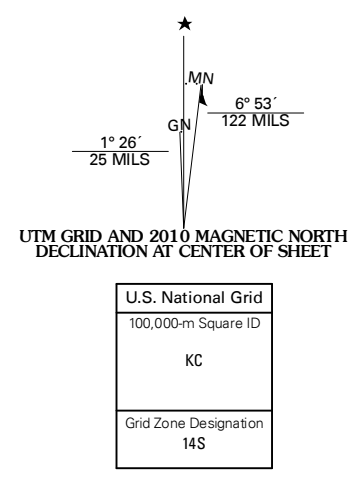 ★
MN
6° 53´
122 MILS
GN
1° 26´
25 MILS
UTM GRID AND 2010 MAGNETIC NORTH
DECLINATION AT CENTER OF SHEET
U.S. National Grid
100,000-m Square ID
KC
Grid Zone Designation
14S